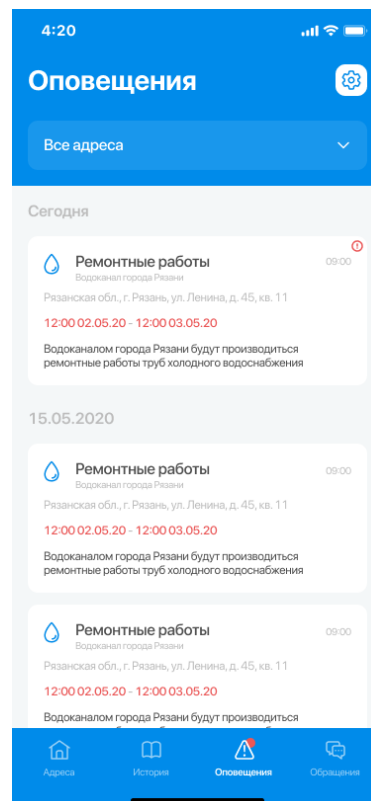 4:20
Оповещения
Все адреса
Сегодня
Ремонтные работы
09:00
Водоканал города Рязани
Рязанская обл., г. Рязань, ул. Ленина, д. 45, кв. 11
12:00 02.05.20 - 12:00 03.05.20
Водоканалом города Рязани будут производиться
ремонтные работы труб холодного водоснабжения
15.05.2020
Ремонтные работы
09:00
Водоканал города Рязани
Рязанская обл., г. Рязань, ул. Ленина, д. 45, кв. 11
12:00 02.05.20 - 12:00 03.05.20
Водоканалом города Рязани будут производиться
ремонтные работы труб холодного водоснабжения
Ремонтные работы
09:00
Водоканал города Рязани
Рязанская обл., г. Рязань, ул. Ленина, д. 45, кв. 11
12:00 02.05.20 - 12:00 03.05.20
Водоканалом города Рязани будут производиться
Адреса
История
Оповещения
Обращения